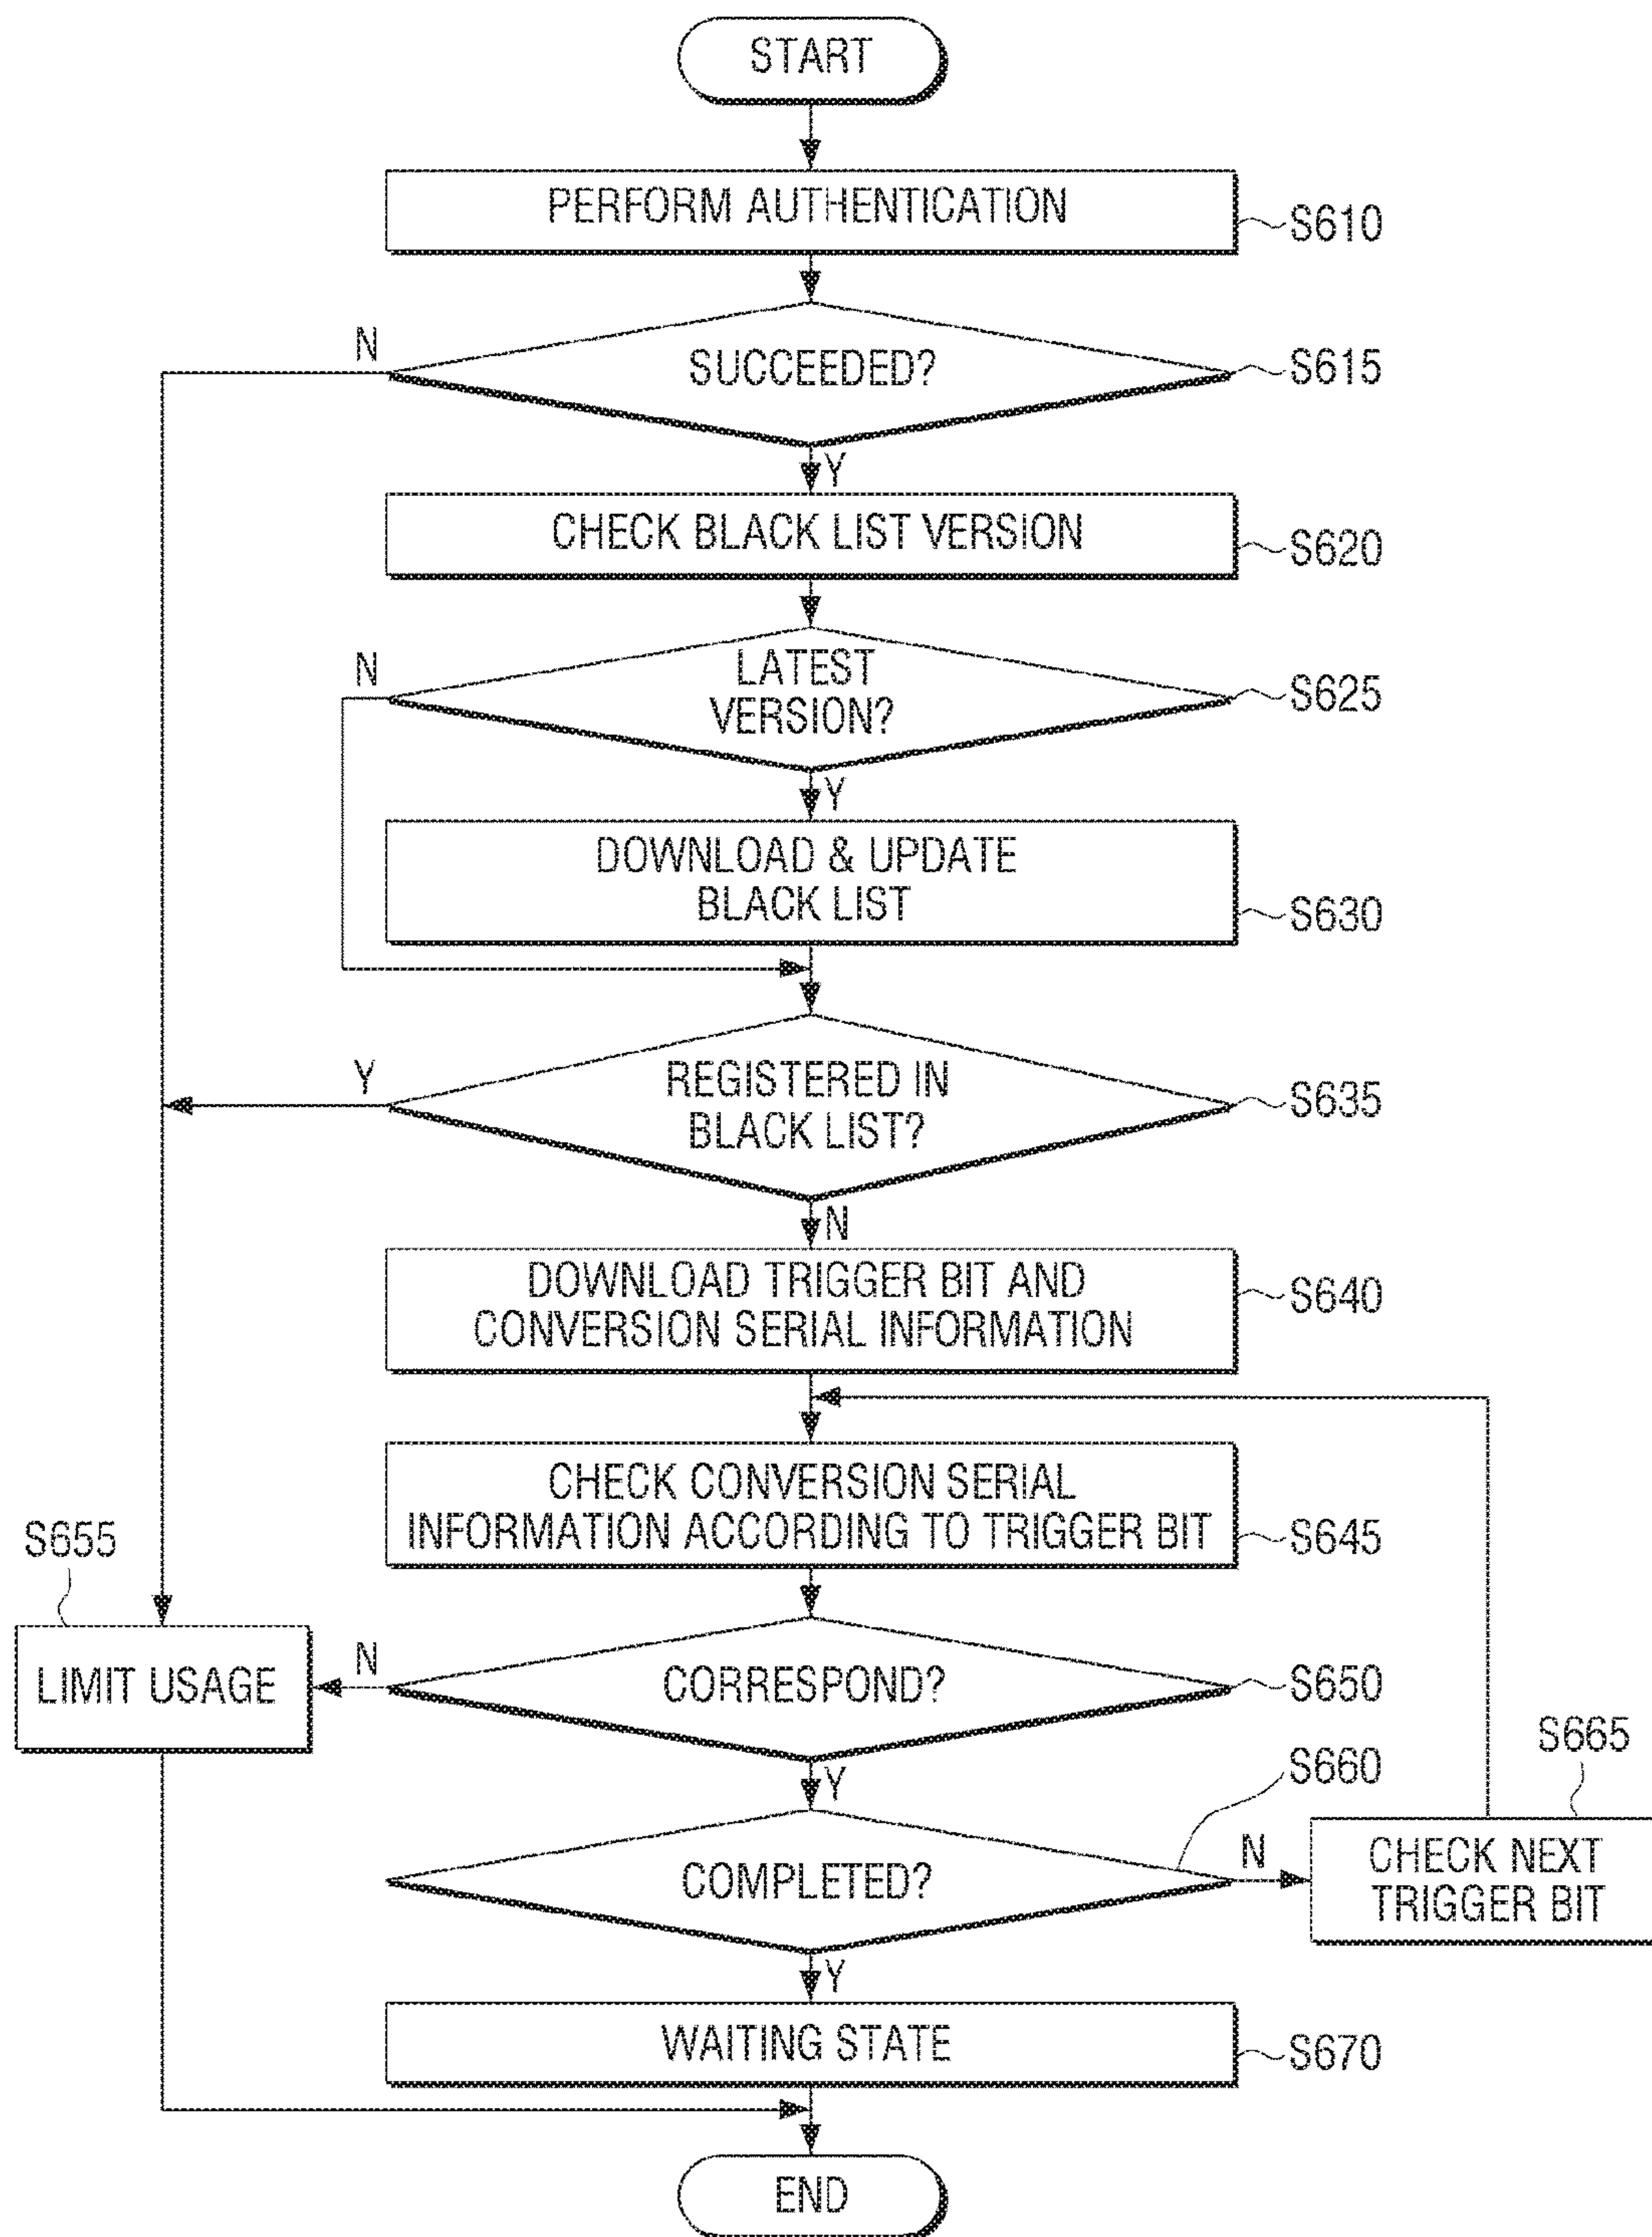 START
PERFORM AUTHENTICATION
S610
N
SUCCEEDED?
S615
Y
CHECK BLACK LIST VERSION
S620
N
LATEST
VERSION?
S625
Y
DOWNLOAD & UPDATE
BLACK LIST
S630
Y
REGISTERED IN
BLACK LIST?
S635
N
DOWNLOAD TRIGGER BIT AND
CONVERSION SERIAL INFORMATION
S640
CHECK CONVERSION SERIAL
INFORMATION ACCORDING TO TRIGGER BIT
S645
S655
LIMIT USAGE
N
CORRESPOND?
S650
Y
S660
S665
COMPLETED?
N
CHECK NEXT
TRIGGER BIT
Y
WAITING STATE
S670
END